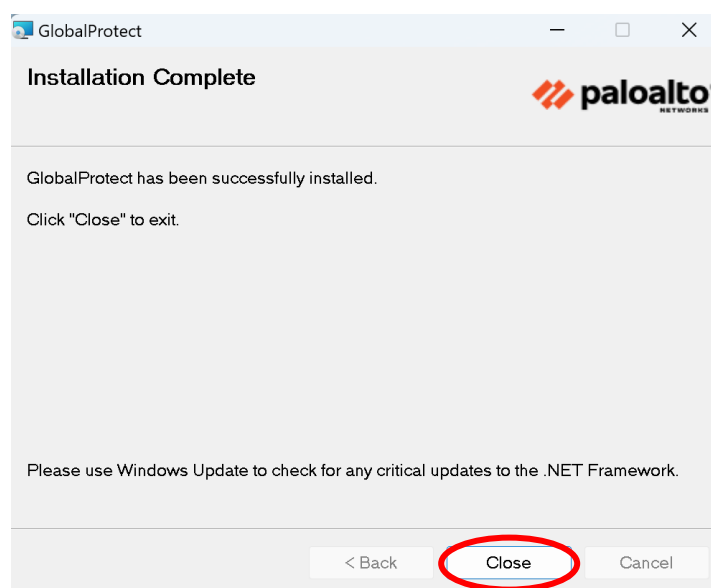 GlobalProtect
Installation Complete
paloalto
NETWORKS
GlobalProtect has been successfully installed.
Click "Close" to exit.
Please use Windows Update to check for any critical updates to the .NET Framework.
< Back
Close
Cancel